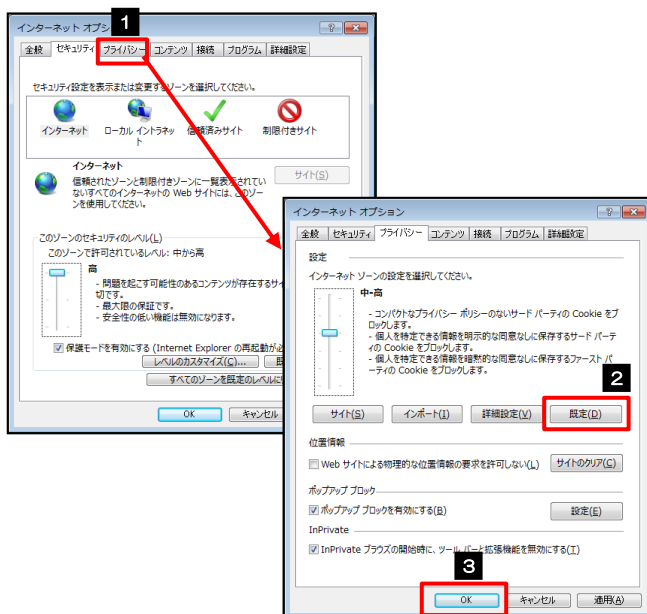 インターネット オプシ
1
全般 セキュリティ プライバシー コンテンツ 接続 プログラム 詳細設定
セキュリティ設定を表示または変更するゾーンを選択してください。
インターネット
ローカル イントラネット
信頼済みサイト
制限付きサイト
インターネット
信頼されたゾーンと制限付きゾーンに一覧表示されてい
ないすべてのインターネットの Web サイトには、このゾー
ンを使用してください。
サイト(S)
このゾーンのセキュリティのレベル(L)
このゾーンで許可されているレベル: 中から高
高
- 問題を起こす可能性のあるコンテンツが存在するサイ
切です。
- 最大限の保証です。
- 安全性の低い機能は無効になります。
保護モードを有効にする (Internet Explorer の再起動が必
レベルのカスタマイズ(C)...
既
すべてのゾーンを既定のレベルに
OK
キャンセル
インターネット オプション
全般 セキュリティ プライバシー コンテンツ 接続 プログラム 詳細設定
設定
インターネット ゾーンの設定を選択してください。
中-高
- コンパクトなプライバシー ポリシーのないサード パーティの Cookie をブ
ロックします。
- 個人を特定できる情報を明示的な同意なしに保存するサード パーテ
ィの Cookie をブロックします。
- 個人を特定できる情報を暗黙的な同意なしに保存するファースト パ
ーティの Cookie をブロックします。
2
サイト(S) インポート(I) 詳細設定(V) 既定(D)
位置情報
Web サイトによる物理的な位置情報の要求を許可しない(L) サイトのクリア(C)
ポップアップ ブロック
ポップアップ ブロックを有効にする(B) 設定(E)
InPrivate
InPrivate ブラウズの開始時に、ツール バーと拡張機能を無効にする(T)
3
OK キャンセル 適用(A)